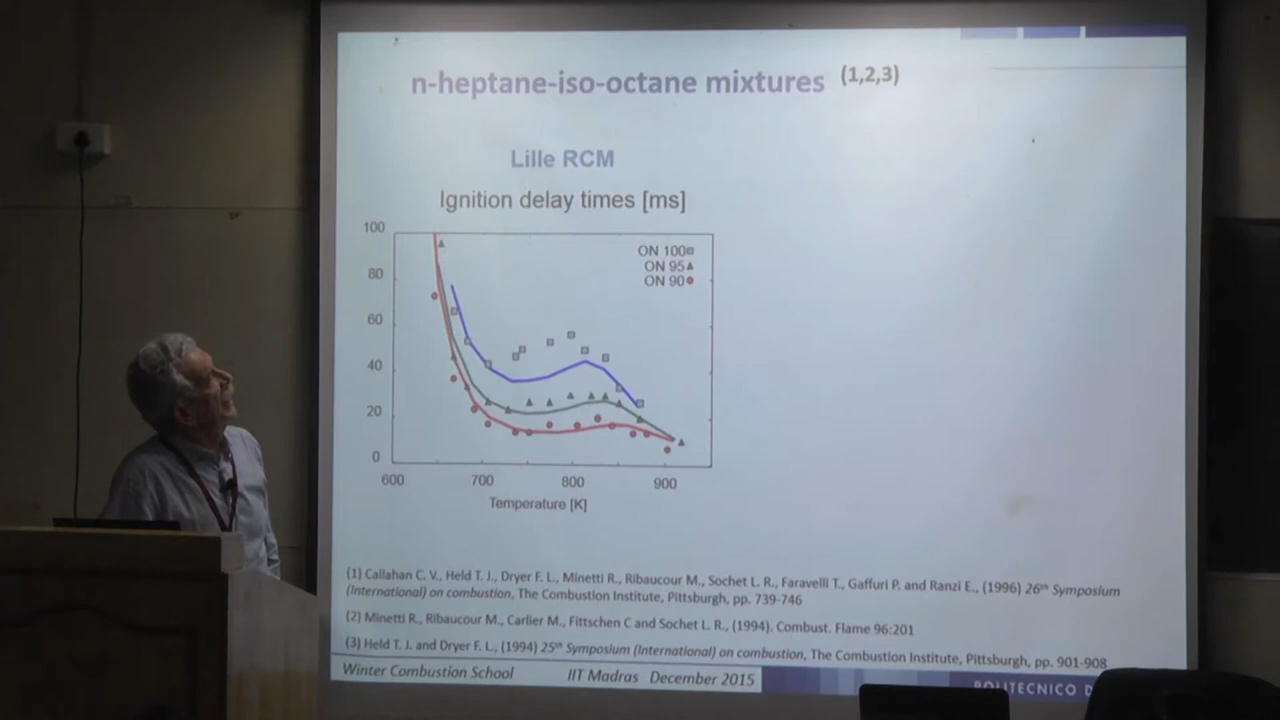 n-heptane-iso-octane mixtures (1,2,3)
Lille RCM
Ignition delay times [ms]
100
80
60
40
20
0
ON 100
ON 95
ON 90
600 700 800 900
Temperature [K]
(1) Callahan C. V., Held T. J., Dryer F. L., Minetti R., Ribaucour M., Sochet L. R., Faravelli T., Gaffuri P. and Ranzi E., (1996) 26th Symposium
(International) on combustion, The Combustion Institute, Pittsburgh, pp. 739-746
(2) Minetti R., Ribaucour M., Carlier M., Fittschen C and Sochet L. R., (1994). Combust. Flame 96:201
(3) Held T. J. and Dryer F. L., (1994) 25th Symposium (International) on combustion, The Combustion Institute, Pittsburgh, pp. 901-908
Winter Combustion School IIT Madras December 2015
POLITECNICO D